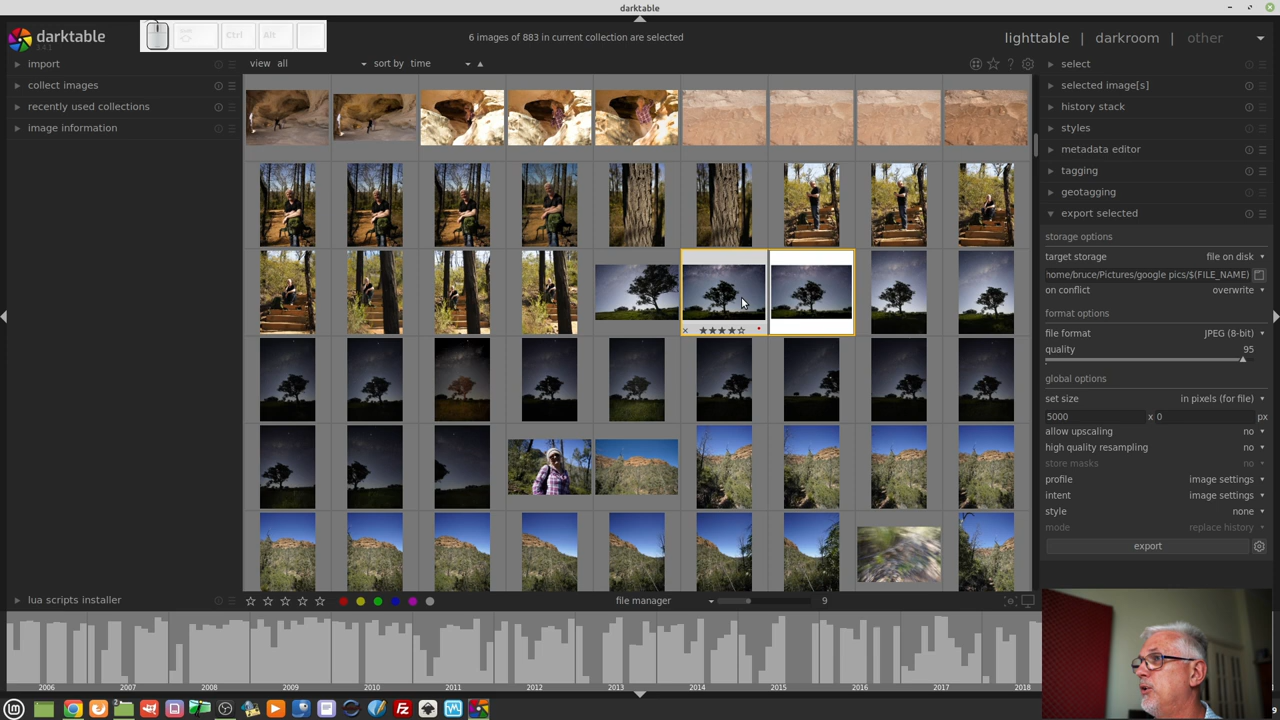 darktable
darktable
3.4.1
Ctrl
Alt
6 images of 883 in current collection are selected
lighttable | darkroom | other
import
collect images
recently used collections
image information
view all
sort by time
?
select
selected image[s]
history stack
styles
metadata editor
tagging
geotagging
export selected
storage options
target storage file on disk
home/bruce/Pictures/google pics/$(FILE_NAME)
on conflict overwrite
format options
file format JPEG (8-bit)
quality 95
global options
set size in pixels (for file)
5000 x 0 px
allow upscaling no
high quality resampling no
store masks no
profile image settings
intent image settings
style none
mode replace history
export
lua scripts installer
file manager 9
2006 2007 2008 2009 2010 2011 2012 2013 2014 2015 2016 2017 2018